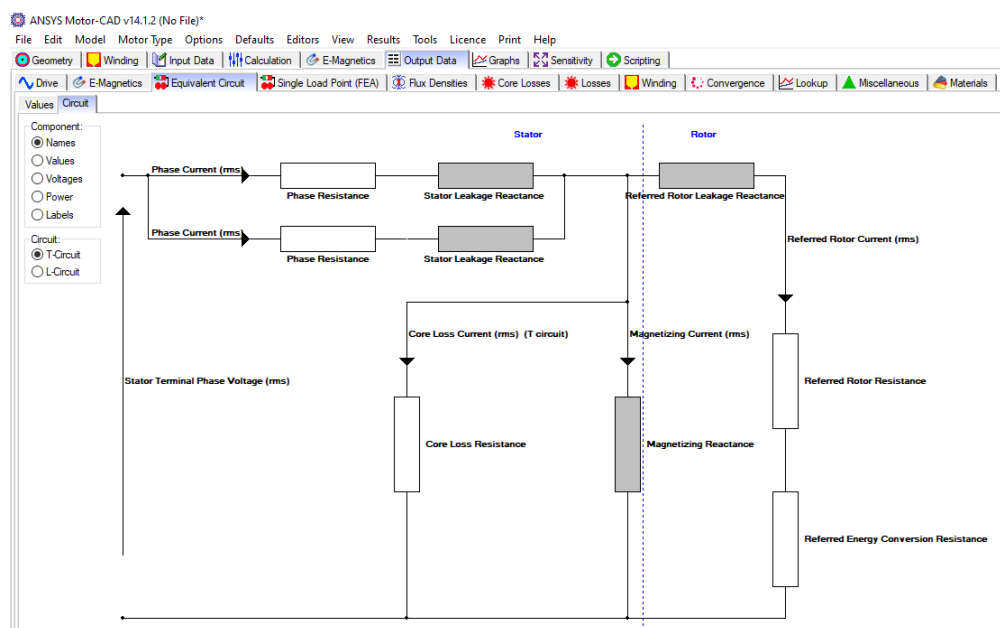 ANSYS Motor-CAD v14.1.2 (No File)*
File Edit Model Motor Type Options Defaults Editors View Results Tools Licence Print Help
Geometry Winding Input Data Calculation E-Magnetics Output Data Graphs Sensitivity Scripting
Drive E-Magnetics Equivalent Circuit Single Load Point (FEA) Flux Densities Core Losses Losses Winding Convergence Lookup Miscellaneous Materials
Values Circuit
Component:
Names
Values
Voltages
Power
Labels
Circuit:
T-Circuit
L-Circuit
Stator Rotor
Phase Current (rms)
Phase Resistance Stator Leakage Reactance Referred Rotor Leakage Reactance
Phase Current (rms)
Phase Resistance Stator Leakage Reactance
Referred Rotor Current (rms)
Core Loss Current (rms) (T circuit) Magnetizing Current (rms)
Stator Terminal Phase Voltage (rms) Referred Rotor Resistance
Core Loss Resistance Magnetizing Reactance
Referred Energy Conversion Resistance